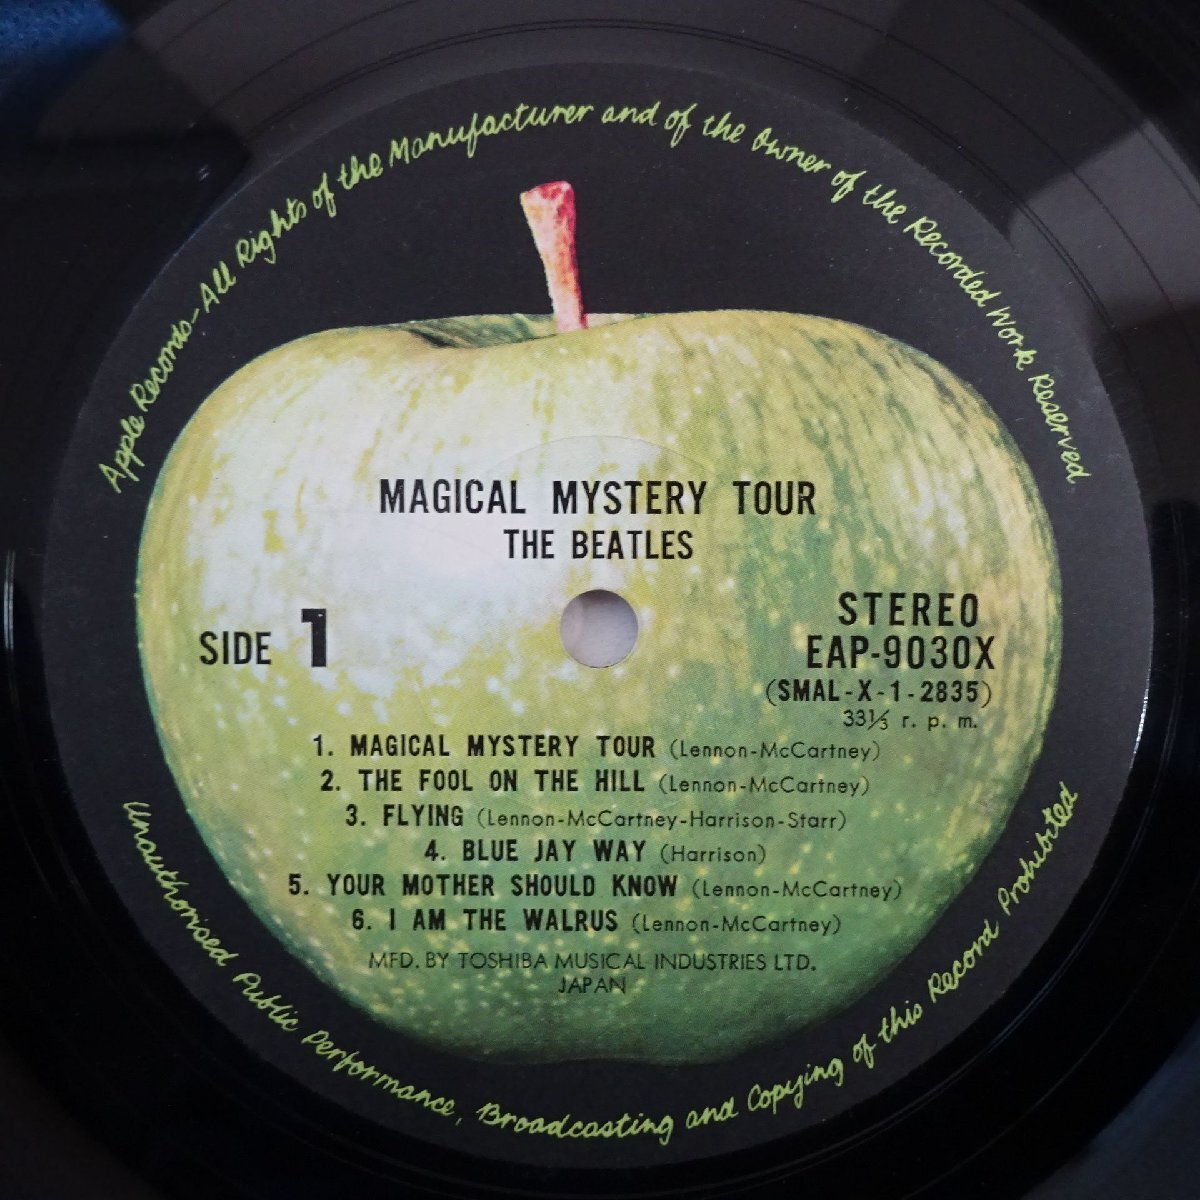 Apple Records-All Rights of the Manufacturer and of the Owner of the Recorded Work Reserved
MAGICAL MYSTERY TOUR
THE BEATLES
SIDE 1
STEREO
EAP-9030X
(SMAL-X-1-2835)
33⅓ r. p. m.
1. MAGICAL MYSTERY TOUR (Lennon-McCartney)
2. THE FOOL ON THE HILL (Lennon-McCartney)
3. FLYING (Lennon-McCartney-Harrison-Starr)
4. BLUE JAY WAY (Harrison)
5. YOUR MOTHER SHOULD KNOW (Lennon-McCartney)
6. I AM THE WALRUS (Lennon-McCartney)
MFD. BY TOSHIBA MUSICAL INDUSTRIES LTD.
JAPAN
Unauthorised Public Performance, Broadcasting and Copying of this Record Prohibited